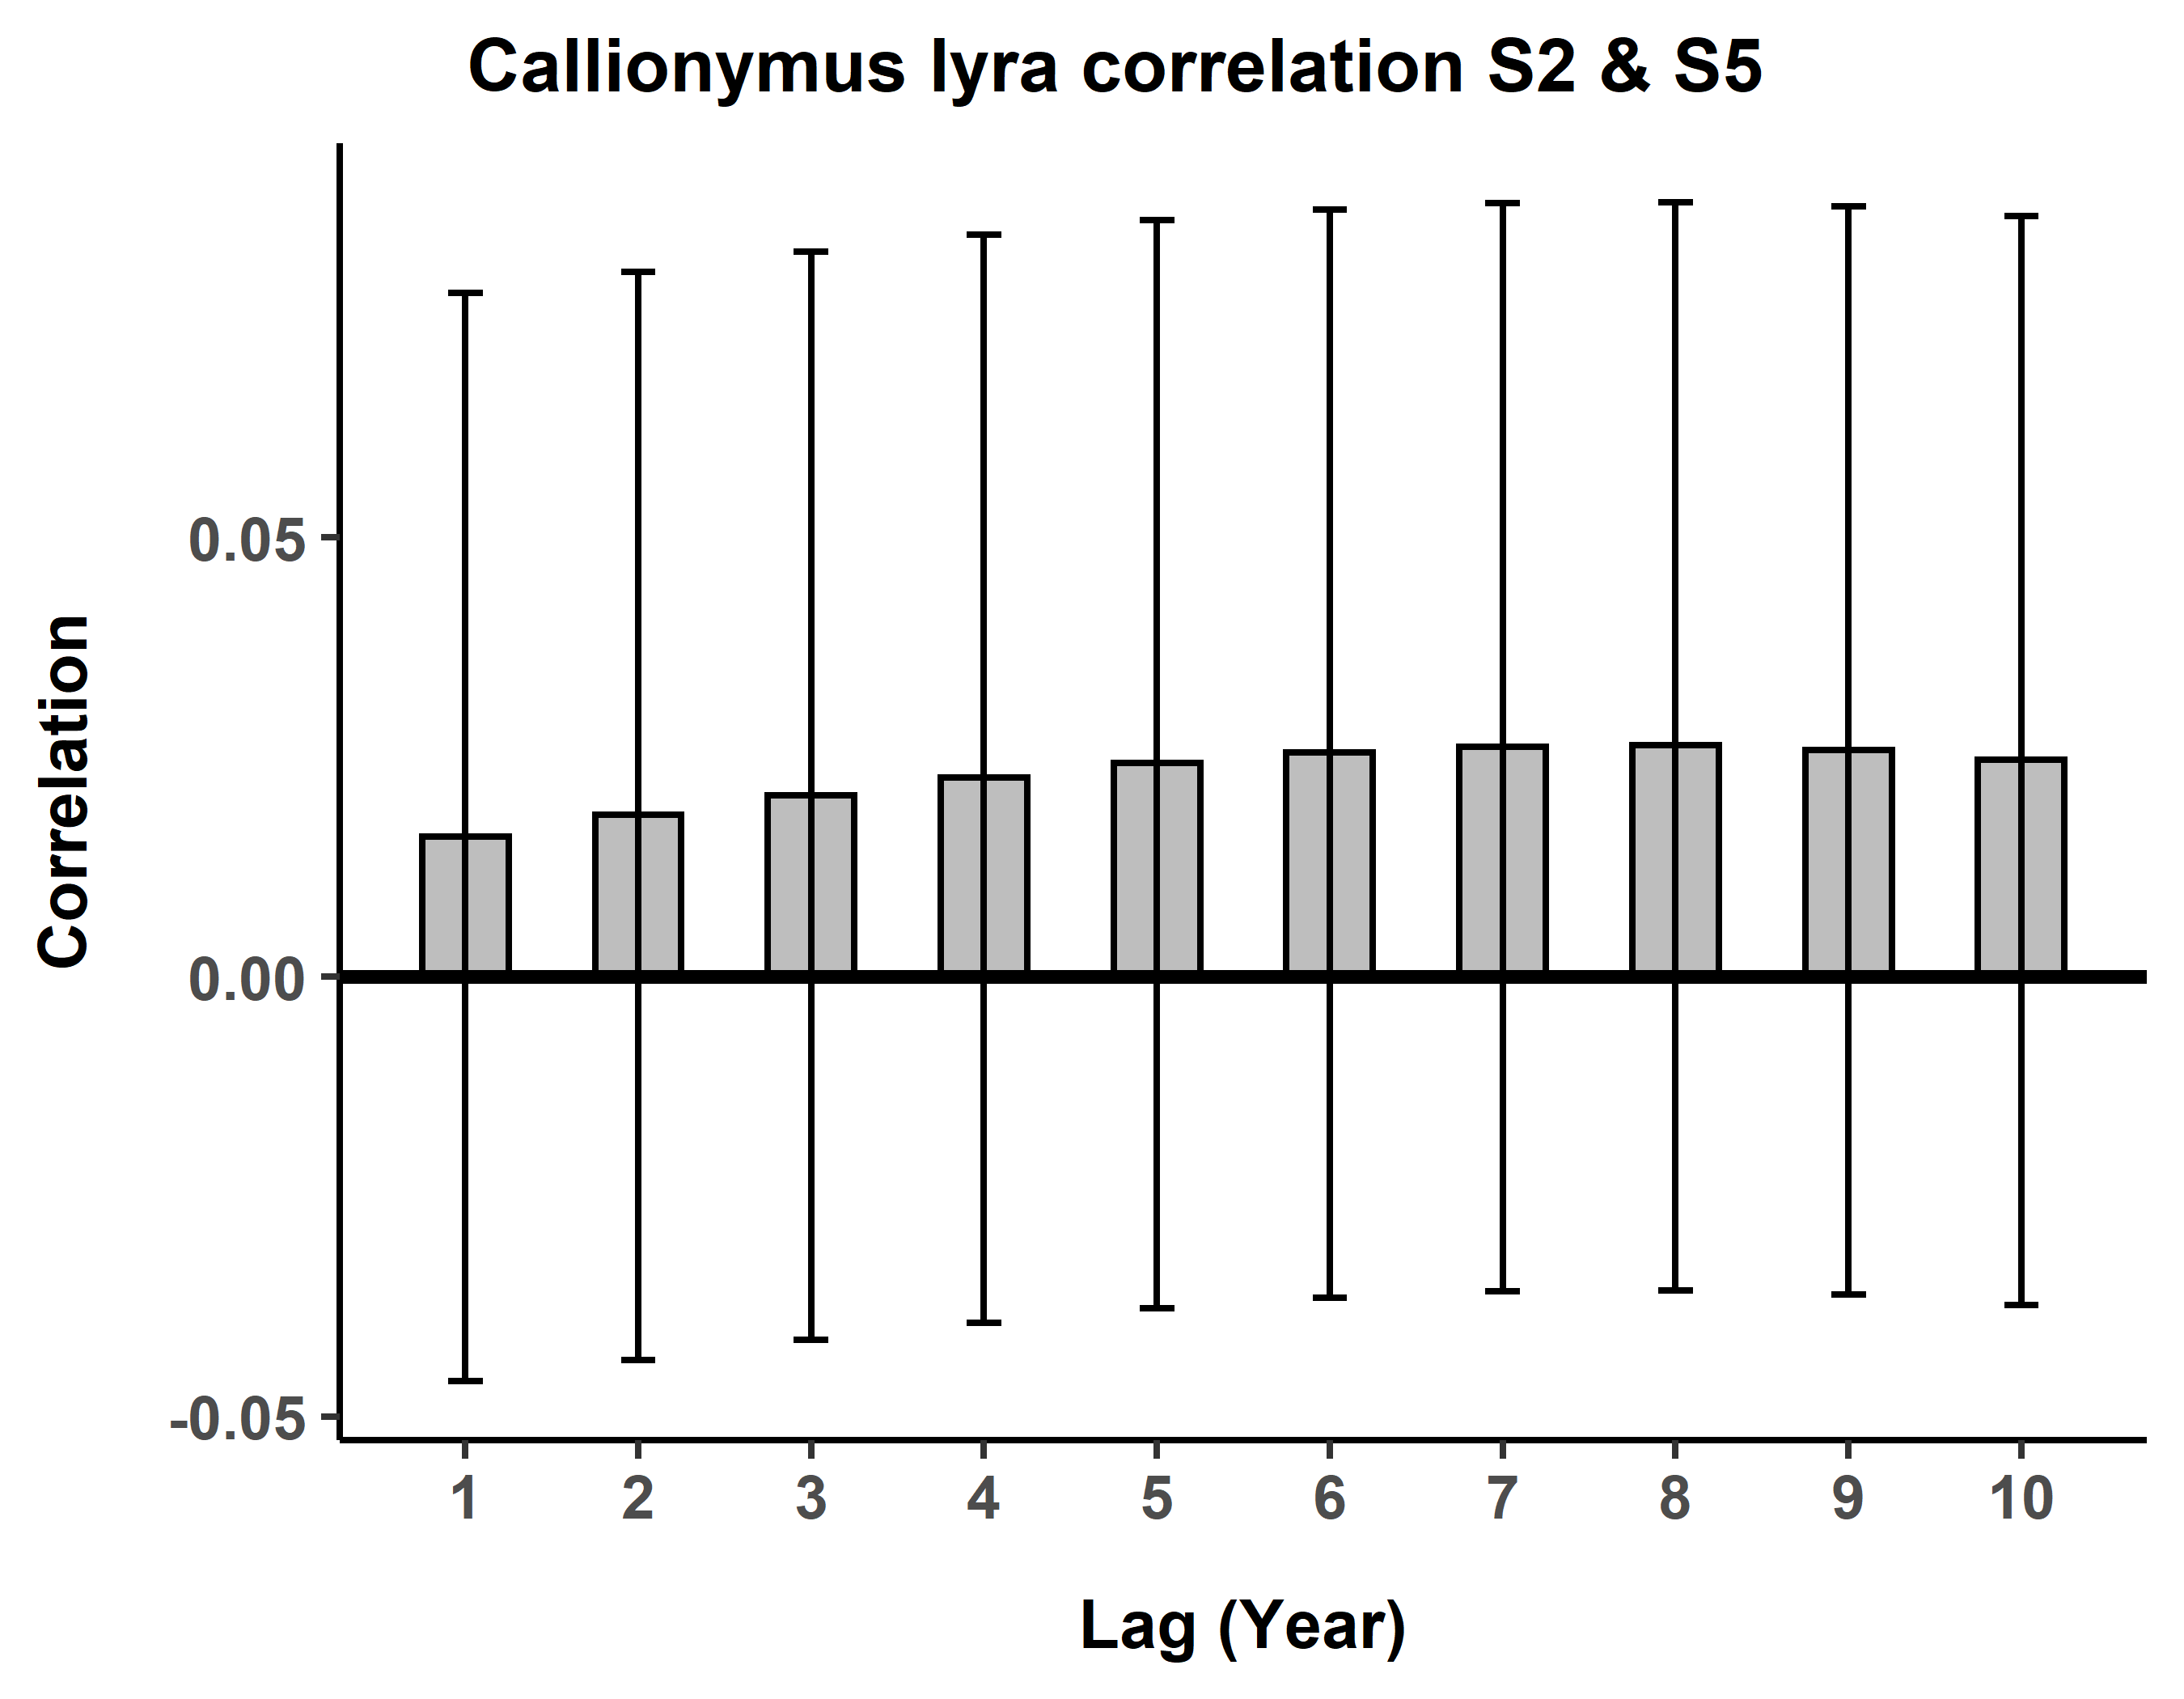 Callionymus lyra correlation S2 & S5
Correlation
0.05
0.00
-0.05
1 2 3 4 5 6 7 8 9 10
Lag (Year)